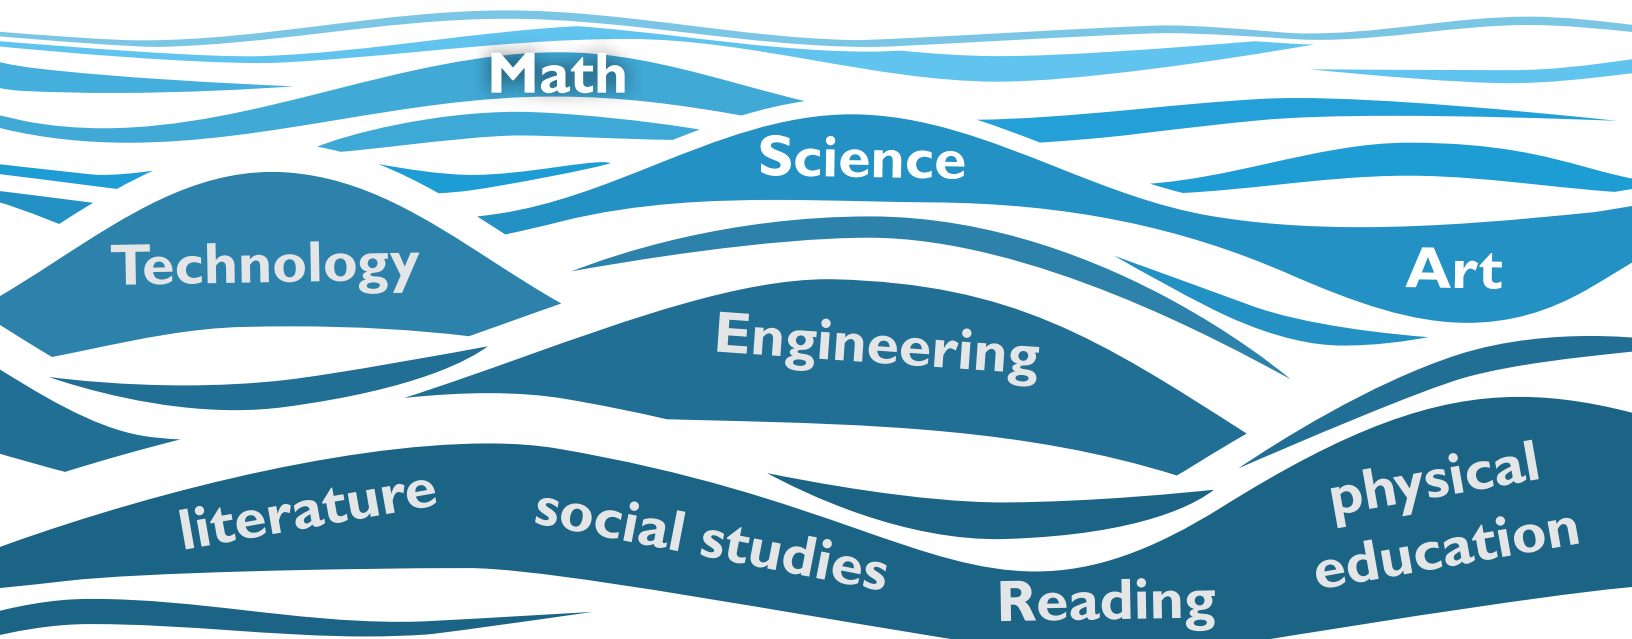 Math
Science
Technology
Art
Engineering
literature
social studies
Reading
physical
education